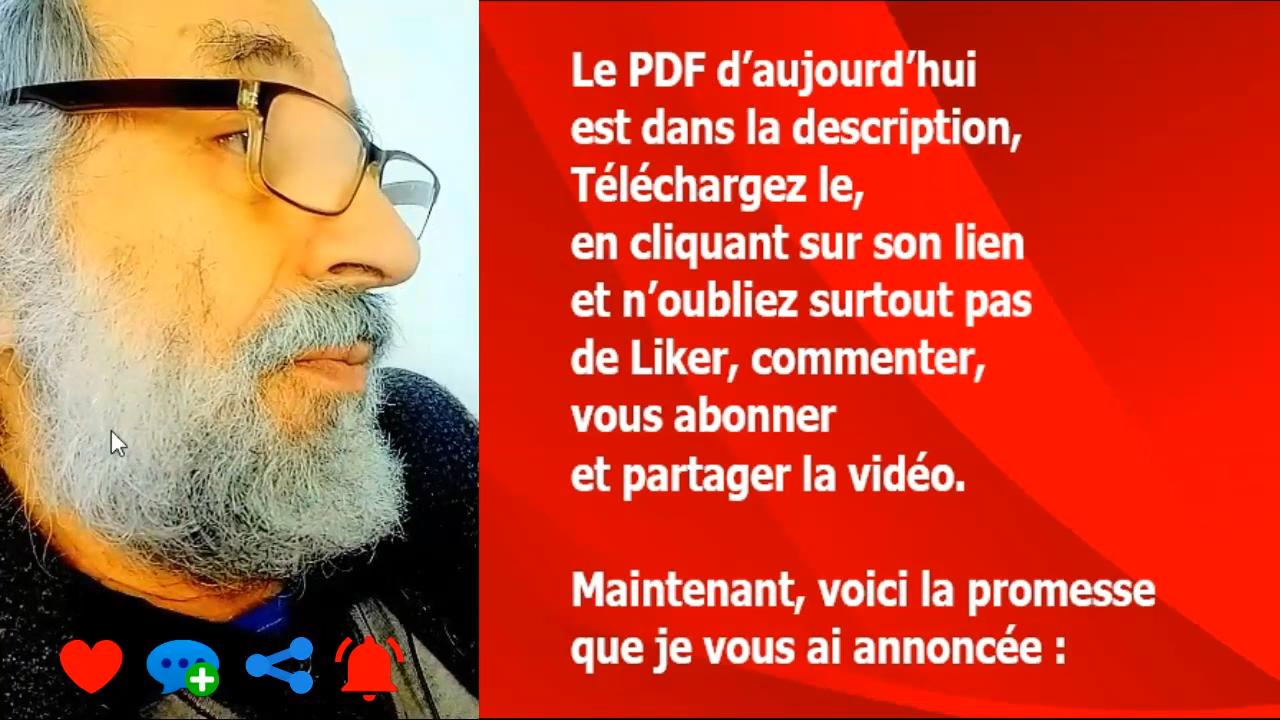 Le PDF d’aujourd’hui
est dans la description,
Téléchargez le,
en cliquant sur son lien
et n’oubliez surtout pas
de Liker, commenter,
vous abonner
et partager la vidéo.
Maintenant, voici la promesse
que je vous ai annoncée :